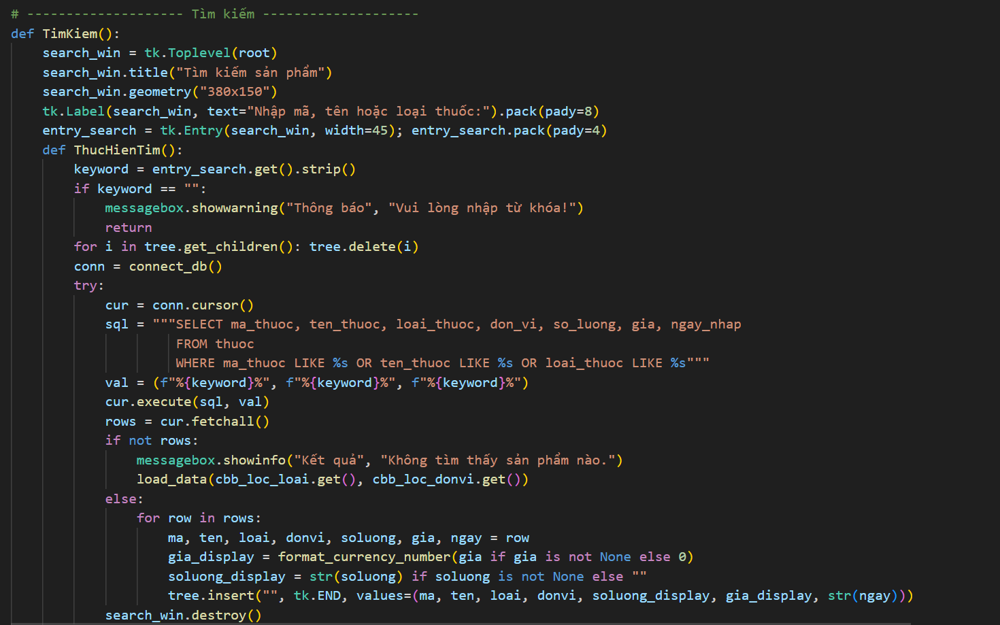 # -------------------- Tìm kiếm --------------------
def TimKiem():
    search_win = tk.Toplevel(root)
    search_win.title("Tìm kiếm sản phẩm")
    search_win.geometry("380x150")
    tk.Label(search_win, text="Nhập mã, tên hoặc loại thuốc:").pack(pady=8)
    entry_search = tk.Entry(search_win, width=45); entry_search.pack(pady=4)
    def ThucHienTim():
        keyword = entry_search.get().strip()
        if keyword == "":
            messagebox.showwarning("Thông báo", "Vui lòng nhập từ khóa!")
            return
        for i in tree.get_children(): tree.delete(i)
        conn = connect_db()
        try:
            cur = conn.cursor()
            sql = """SELECT ma_thuoc, ten_thuoc, loai_thuoc, don_vi, so_luong, gia, ngay_nhap
                     FROM thuoc
                     WHERE ma_thuoc LIKE %s OR ten_thuoc LIKE %s OR loai_thuoc LIKE %s"""
            val = (f"%{keyword}%", f"%{keyword}%", f"%{keyword}%")
            cur.execute(sql, val)
            rows = cur.fetchall()
            if not rows:
                messagebox.showinfo("Kết quả", "Không tìm thấy sản phẩm nào.")
                load_data(cbb_loc_loai.get(), cbb_loc_donvi.get())
            else:
                for row in rows:
                    ma, ten, loai, donvi, soluong, gia, ngay = row
                    gia_display = format_currency_number(gia if gia is not None else 0)
                    soluong_display = str(soluong) if soluong is not None else ""
                    tree.insert("", tk.END, values=(ma, ten, loai, donvi, soluong_display, gia_display, str(ngay)))
            search_win.destroy()